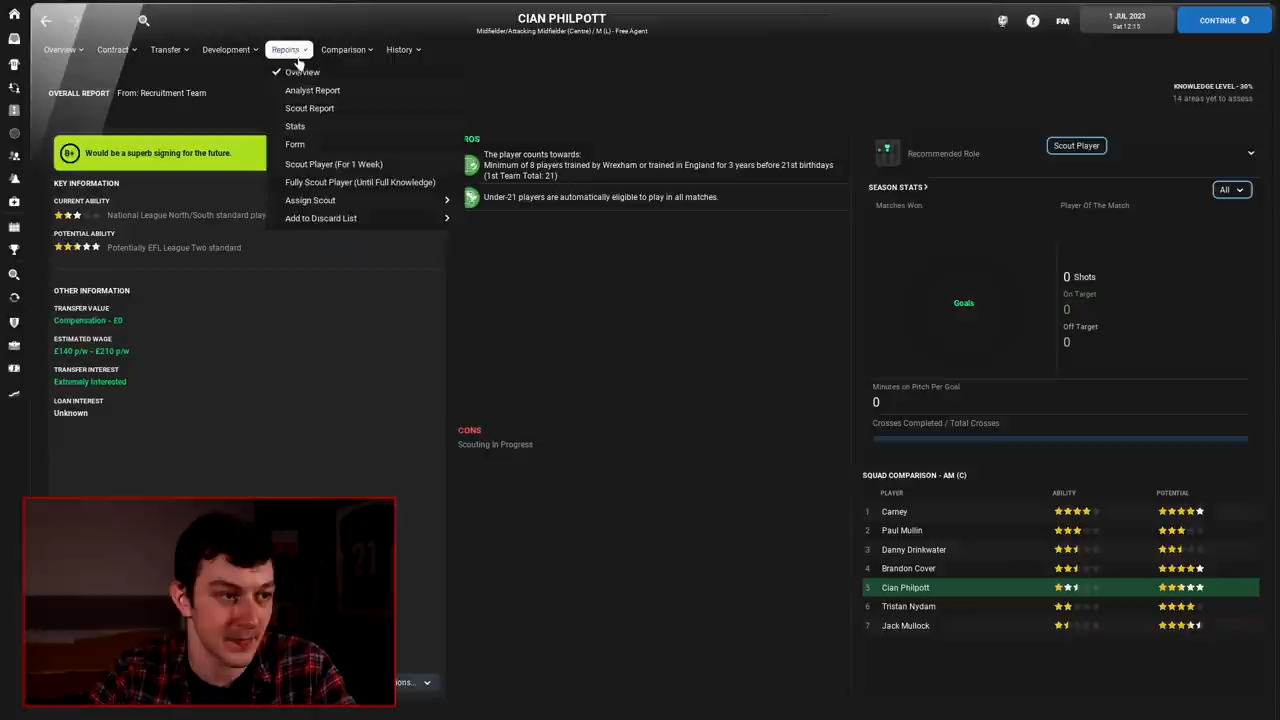 CIAN PHILPOTT
Midfielder/Attacking Midfielder (Centre) / M (L) - Free Agent
FM
1 JUL 2023
Sat 12:15
CONTINUE
Overview
Contract
Transfer
Development
Reports
Comparison
History
Overview
Analyst Report
Scout Report
Stats
Form
Scout Player (For 1 Week)
Fully Scout Player (Until Full Knowledge)
Assign Scout
Add to Discard List
OVERALL REPORT From: Recruitment Team
KNOWLEDGE LEVEL - 30%
14 areas yet to assess
B+ Would be a superb signing for the future.
KEY INFORMATION
CURRENT ABILITY
National League North/South standard play
POTENTIAL ABILITY
Potentially EFL League Two standard
OTHER INFORMATION
TRANSFER VALUE
Compensation - £0
ESTIMATED WAGE
£140 p/w - £210 p/w
TRANSFER INTEREST
Extremely Interested
LOAN INTEREST
Unknown
ROS
The player counts towards:
Minimum of 8 players trained by Wrexham or trained in England for 3 years before 21st birthdays
(1st Team Total: 21)
Under-21 players are automatically eligible to play in all matches.
CONS
Scouting In Progress
Recommended Role
Scout Player
SEASON STATS
All
Matches Won
Player Of The Match
Goals
0 Shots
On Target
0
Off Target
0
Minutes on Pitch Per Goal
0
Crosses Completed / Total Crosses
SQUAD COMPARISON - AM (C)
PLAYER ABILITY POTENTIAL
1 Carney
2 Paul Mullin
3 Danny Drinkwater
4 Brandon Cover
5 Cian Philpott
6 Tristan Nydam
7 Jack Mullock
ons...
21